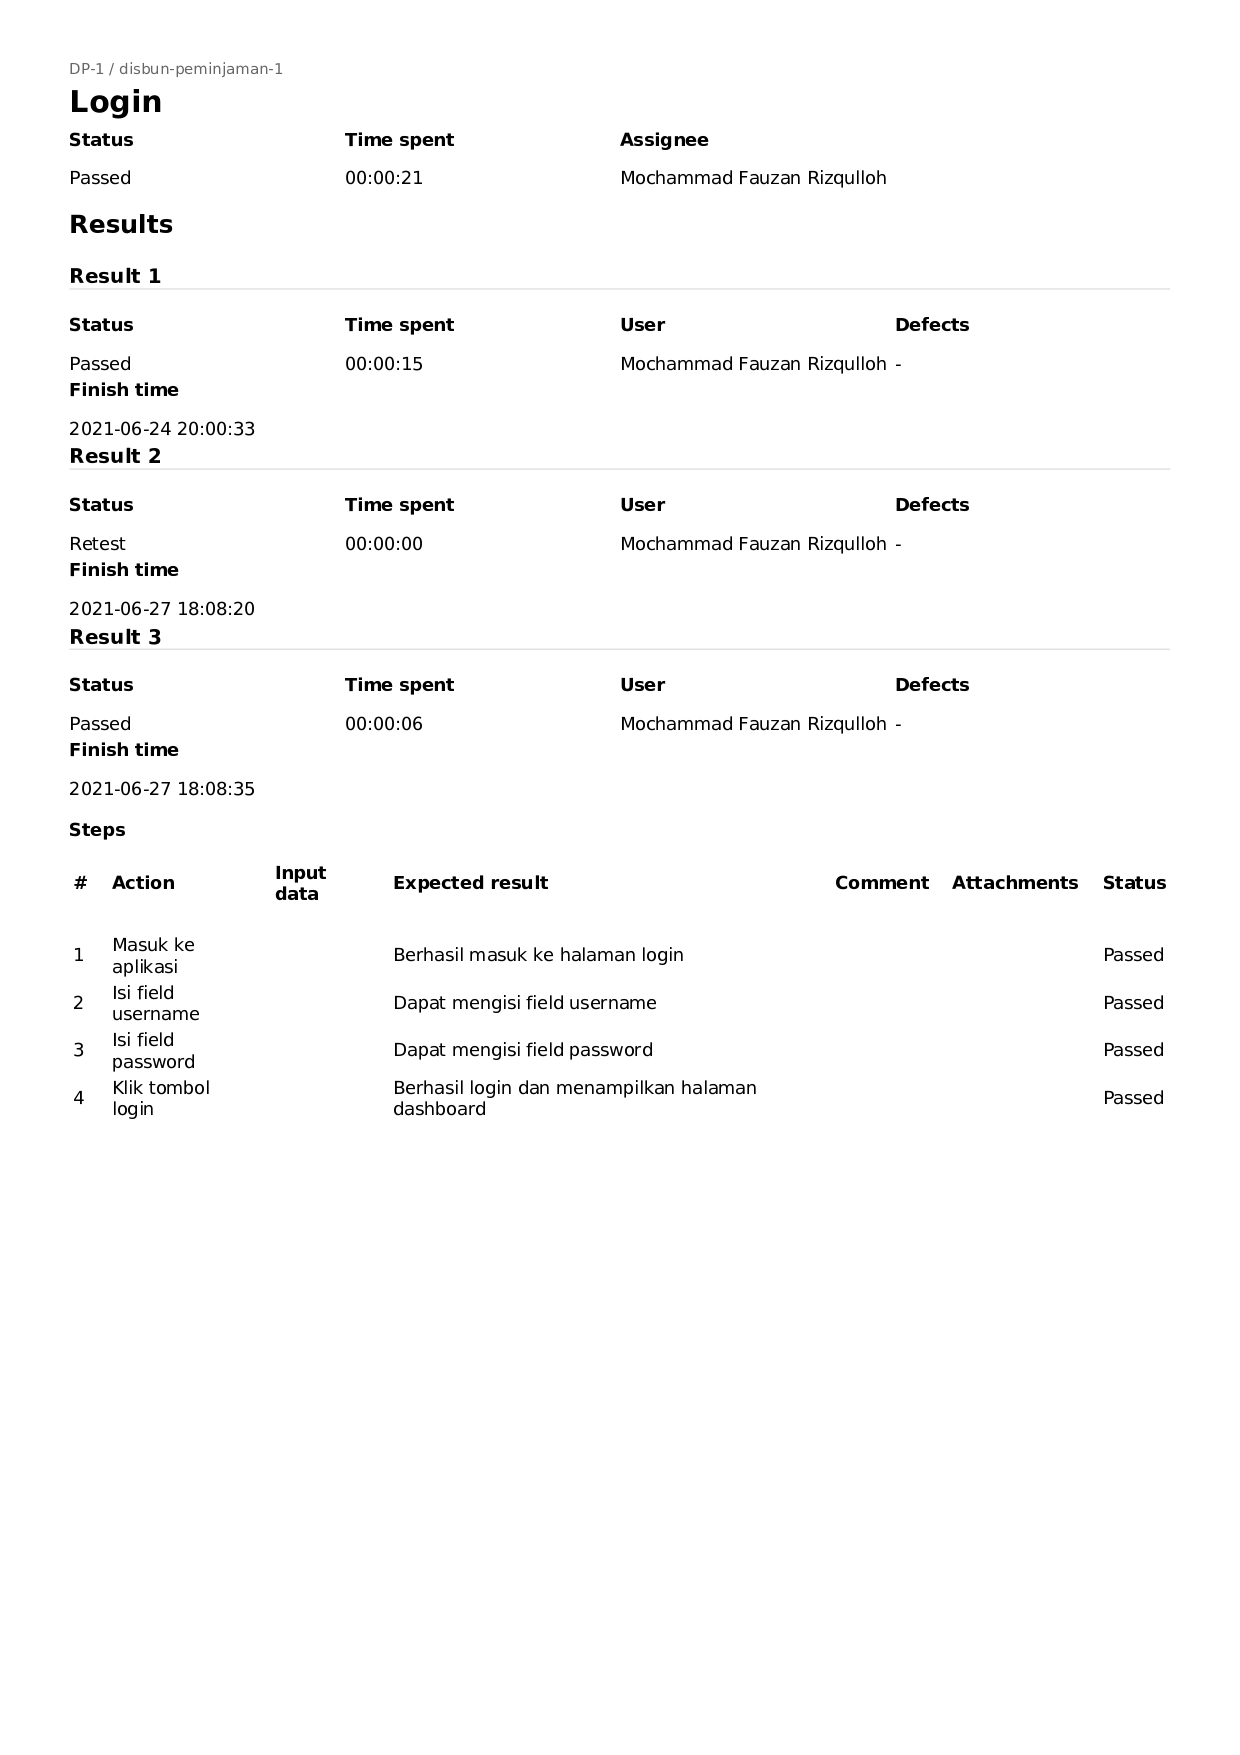 DP-1 / disbun-peminjaman-1
Login
Status Time spent Assignee
Passed 00:00:21 Mochammad Fauzan Rizqulloh
Results
Result 1
Status Time spent User Defects
Passed 00:00:15 Mochammad Fauzan Rizqulloh -
Finish time
2021-06-24 20:00:33
Result 2
Status Time spent User Defects
Retest 00:00:00 Mochammad Fauzan Rizqulloh -
Finish time
2021-06-27 18:08:20
Result 3
Status Time spent User Defects
Passed 00:00:06 Mochammad Fauzan Rizqulloh -
Finish time
2021-06-27 18:08:35
Steps
# Action Input data Expected result Comment Attachments Status
1 Masuk ke aplikasi Berhasil masuk ke halaman login Passed
2 Isi field username Dapat mengisi field username Passed
3 Isi field password Dapat mengisi field password Passed
4 Klik tombol login Berhasil login dan menampilkan halaman dashboard Passed